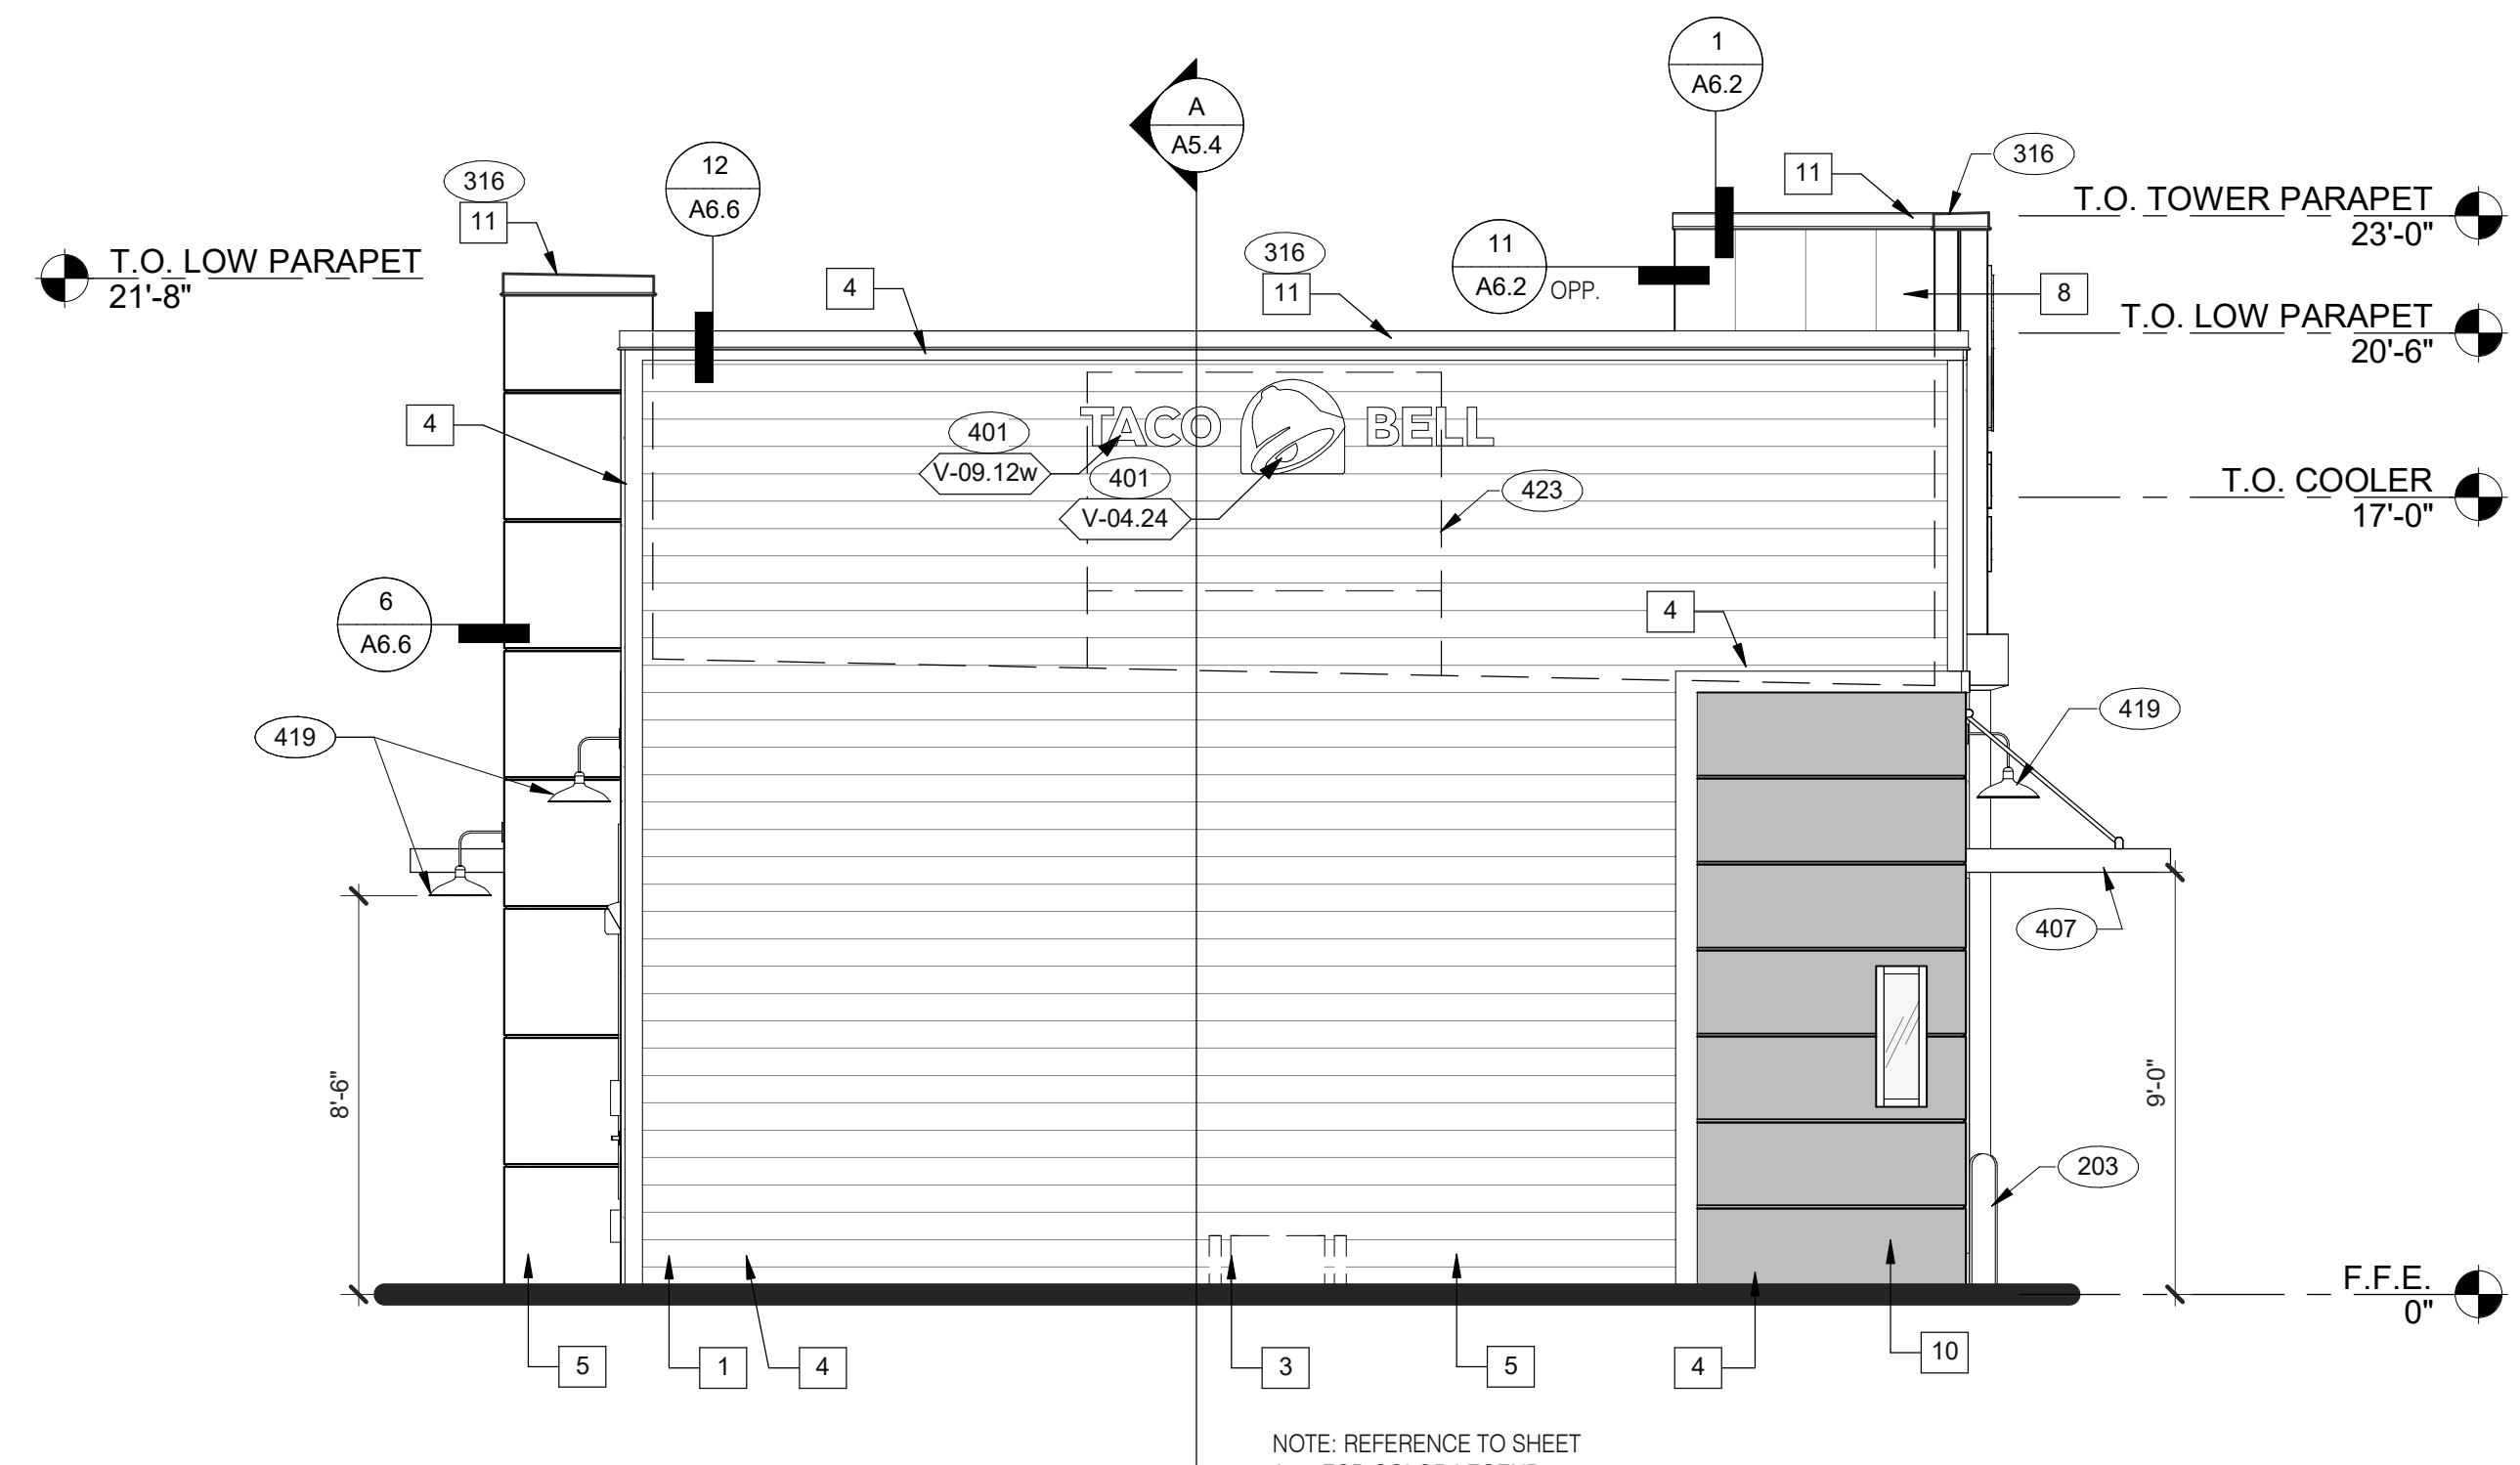 1
A6.2
A
A5.4
12
A6.6
316
11
11
316
T.O. TOWER PARAPET
23'-0"
T.O. LOW PARAPET
21'-8"
4
316
11
11
A6.2
OPP.
8
T.O. LOW PARAPET
20'-6"
4
TACO BELL
401
V-09.12w
401
V-04.24
423
T.O. COOLER
17'-0"
6
A6.6
4
419
419
407
8'-6"
9'-0"
203
F.F.E.
0"
5
1
4
3
5
4
10
NOTE: REFERENCE TO SHEET